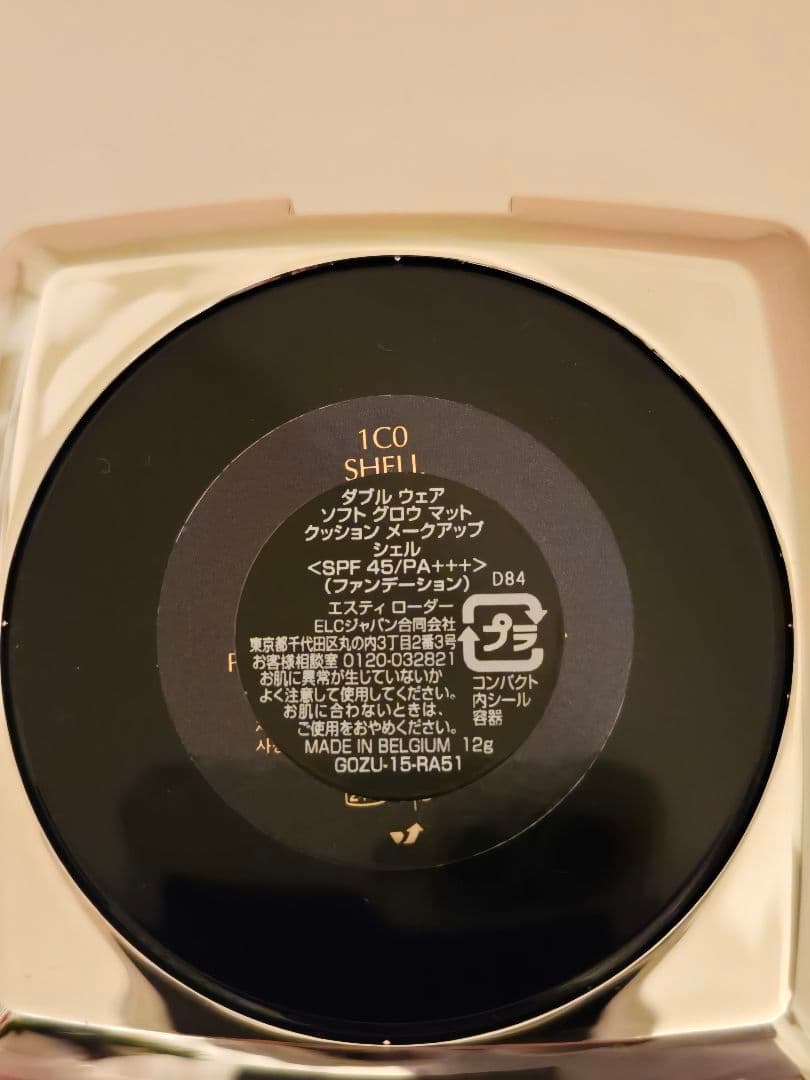 1C0
SHELL
ダブル ウェア
ソフト グロウ マット
クッション メークアップ
シェル
<SPF 45/PA+++>
(ファンデーション) D84
エスティ ローダー
ELCジャパン合同会社
東京都千代田区丸の内3丁目2番3号
お客様相談室 0120-032821
お肌に異常が生じていないか
よく注意して使用してください。
お肌に合わないときは、
ご使用をおやめください。
プラ
コンパクト
内シール
容器
MADE IN BELGIUM 12g
GOZU-15-RA51